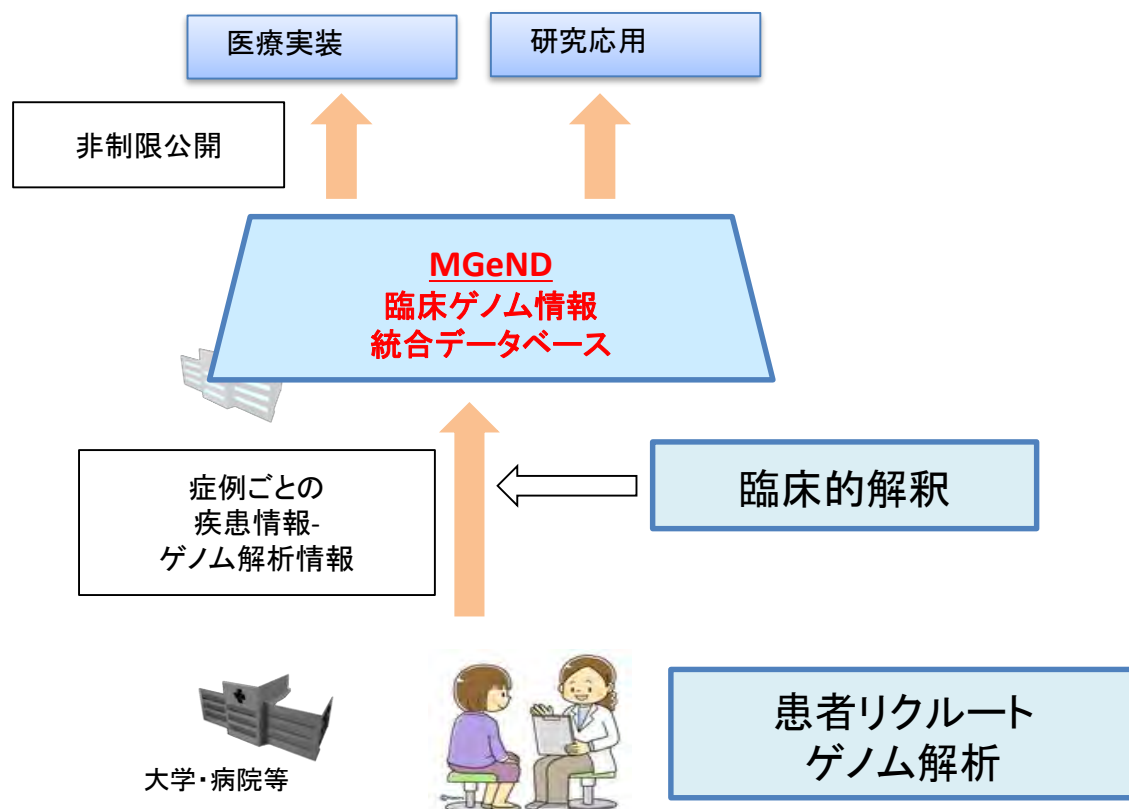 医療実装
研究応用
非制限公開
MGeND
臨床ゲノム情報
統合データベース
症例ごとの
疾患情報-
ゲノム解析情報
臨床的解釈
患者リクルート
ゲノム解析
大学・病院等